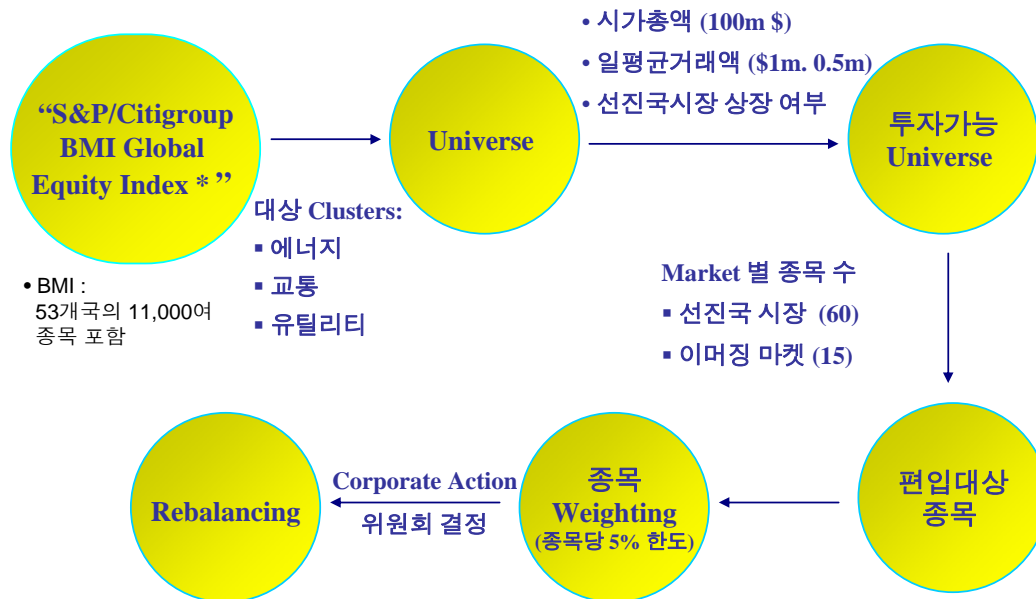 “S&P/Citigroup
BMI Global
Equity Index * ”
• BMI :
53개국의 11,000여
종목 포함
대상 Clusters:
▪ 에너지
▪ 교통
▪ 유틸리티
Universe
• 시가총액 (100m $)
• 일평균거래액 ($1m. 0.5m)
• 선진국시장 상장 여부
투자가능
Universe
Market 별 종목 수
▪ 선진국 시장 (60)
▪ 이머징 마켓 (15)
편입대상
종목
종목
Weighting
(종목당 5% 한도)
Corporate Action
위원회 결정
Rebalancing